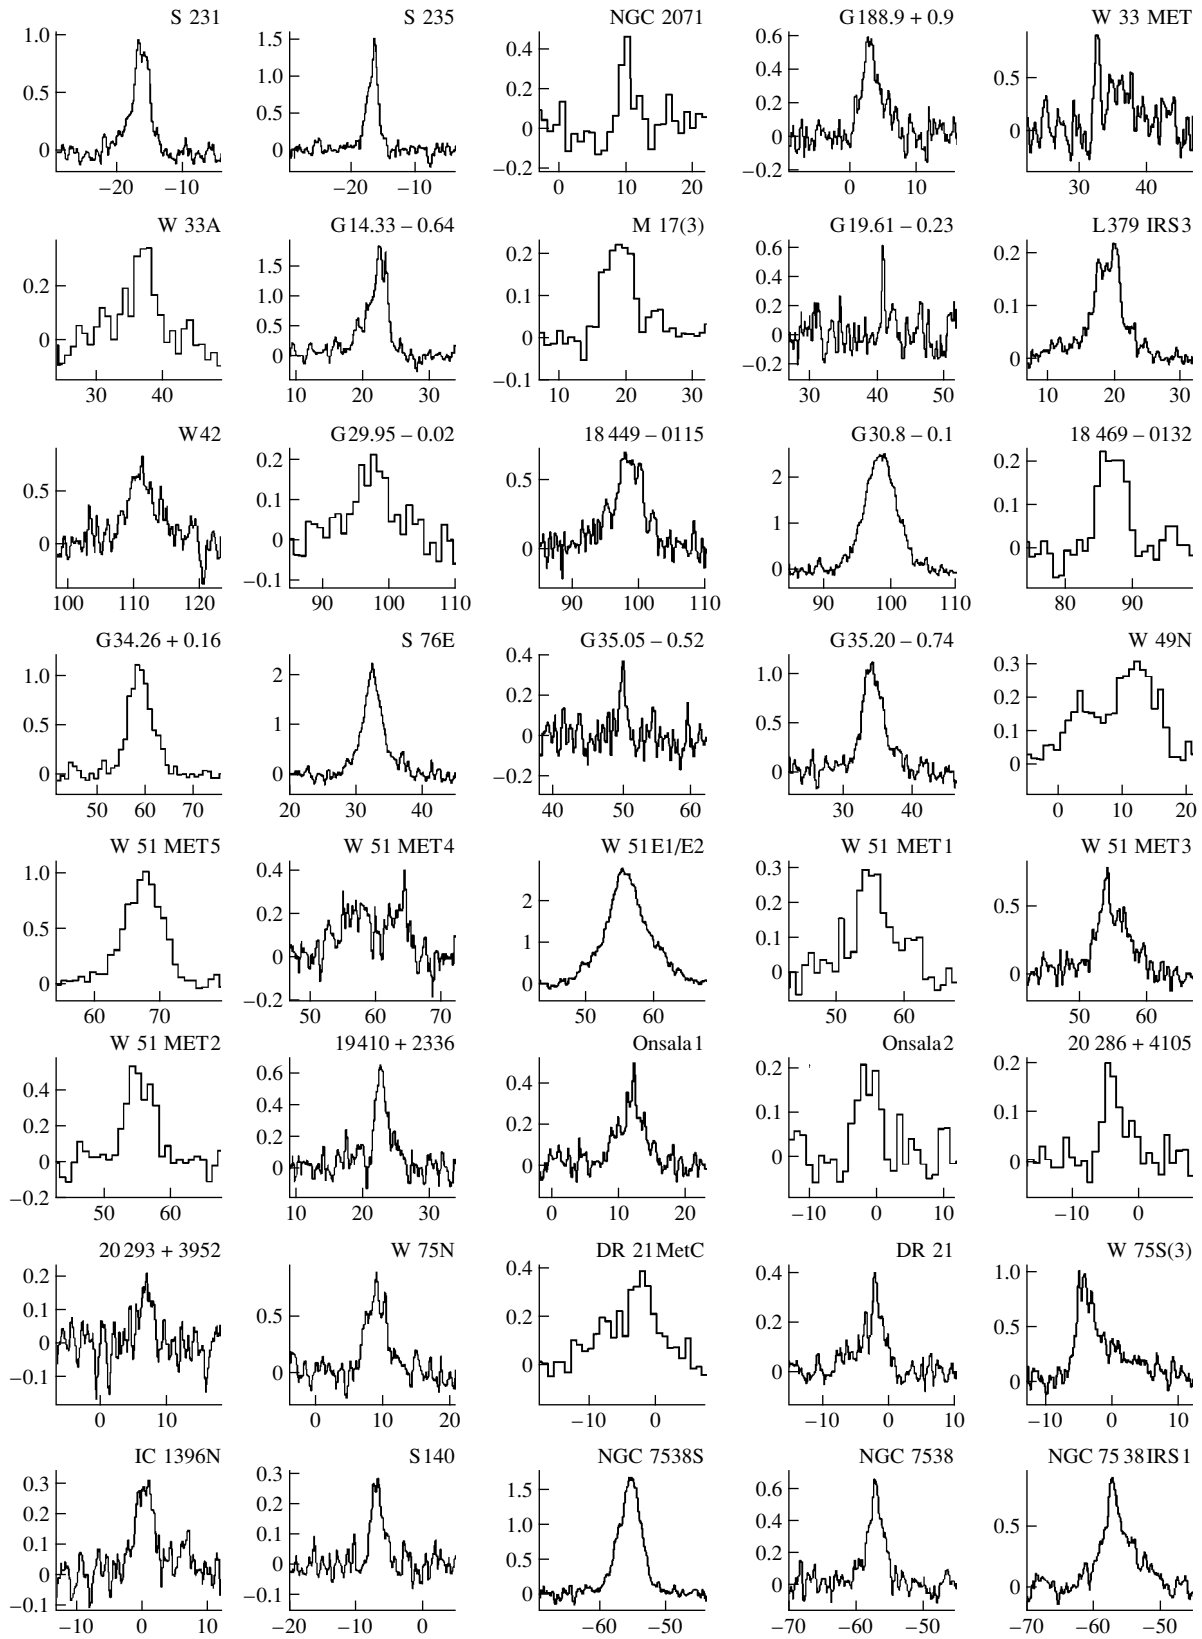 S 231 S 235 NGC 2071 G188.9 + 0.9 W 33 MET
1.0 0.5 0 1.5 1.0 0.5 0 0.4 0.2 0 −0.2 0.6 0.4 0.2 0 −0.2 0.5 0
−20 −10 −20 −10 0 10 20 0 10 30 40
W 33A G14.33 − 0.64 M 17(3) G19.61 − 0.23 L379 IRS3
0.2 0 1.5 1.0 0.5 0 0.2 0.1 0 −0.1 0.6 0.4 0.2 0 −0.2 0.2 0.1 0
30 40 10 20 30 10 20 30 30 40 50 10 20 30
W42 G29.95 − 0.02 18 449 − 0115 G30.8 − 0.1 18 469 − 0132
0.5 0 0.2 0.1 0 −0.1 0.5 0 2 1 0 0.2 0.1 0
100 110 120 90 100 110 90 100 110 90 100 110 80 90
G34.26 + 0.16 S 76E G35.05 − 0.52 G35.20 − 0.74 W 49N
1.0 0.5 0 2 1 0 0.4 0.2 0 −0.2 1.0 0.5 0 0.3 0.2 0.1 0
50 60 70 20 30 40 40 50 60 30 40 0 10 20
W 51 MET5 W 51 MET4 W 51E1/E2 W 51 MET1 W 51 MET3
1.0 0.5 0 0.4 0.2 0 −0.2 2 1 0 0.3 0.2 0.1 0 0.5 0
60 70 50 60 70 50 60 50 60 50 60
W 51 MET2 19410 + 2336 Onsala1 Onsala2 20 286 + 4105
0.4 0.2 0 −0.2 0.6 0.4 0.2 0 0.4 0.2 0 0.2 0.1 0 0.2 0.1 0
50 60 10 20 30 0 10 20 −10 0 10 −10 0
20 293 + 3952 W 75N DR 21MetC DR 21 W 75S(3)
0.2 0.1 0 −0.1 0.5 0 0.4 0.2 0 0.4 0.2 0 1.0 0.5 0
0 10 0 10 20 −10 0 −10 0 10 −10 0 10
IC 1396N S140 NGC 7538S NGC 7538 NGC 7538IRS1
0.3 0.2 0.1 0 −0.1 0.3 0.2 0.1 0 −0.1 1.5 1.0 0.5 0 0.6 0.4 0.2 0 0.5 0
−10 0 10 −20 −10 0 −60 −50 −70 −60 −50 −70 −60 −50